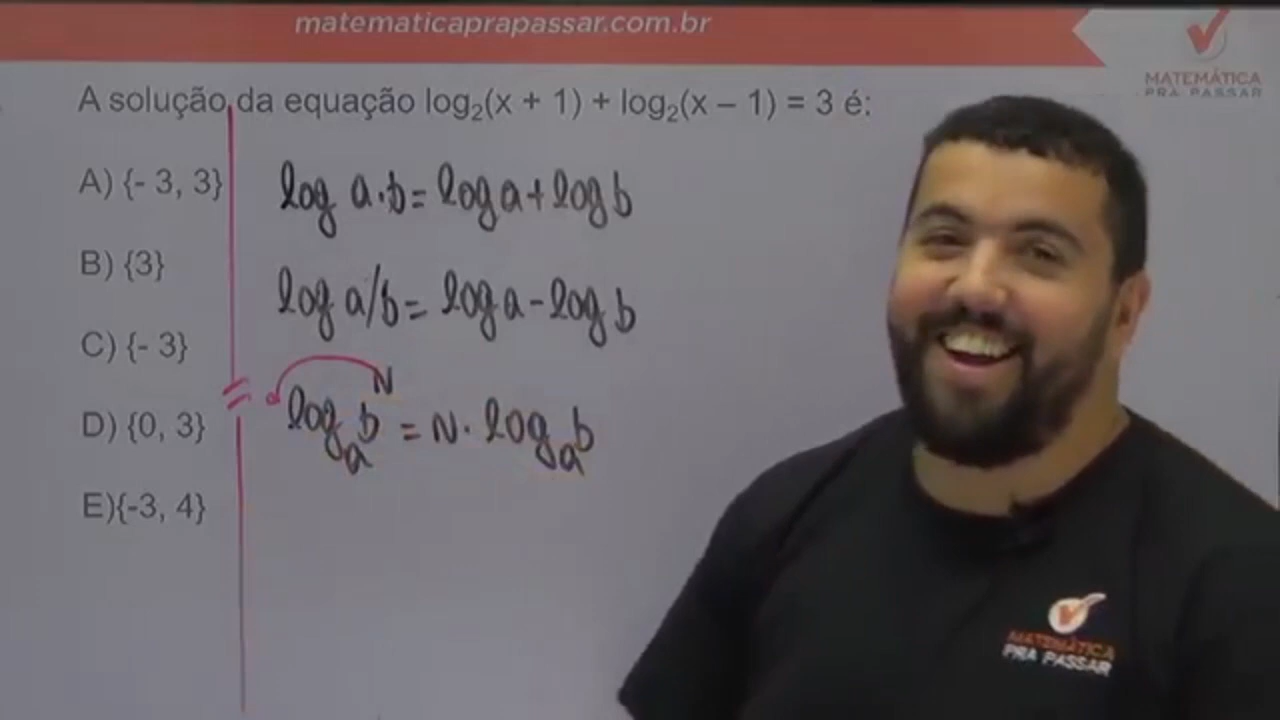 matematicaprapassar.com.br
MATEMÁTICA
PRA PASSAR
A solução da equação log₂(x + 1) + log₂(x – 1) = 3 é:
A) {- 3, 3}
log a·b = log a + log b
B) {3}
log a/b = log a - log b
C) {- 3}
logₐ bᴺ = N · logₐ b
D) {0, 3}
E){-3, 4}
MATEMÁTICA
PRA PASSAR